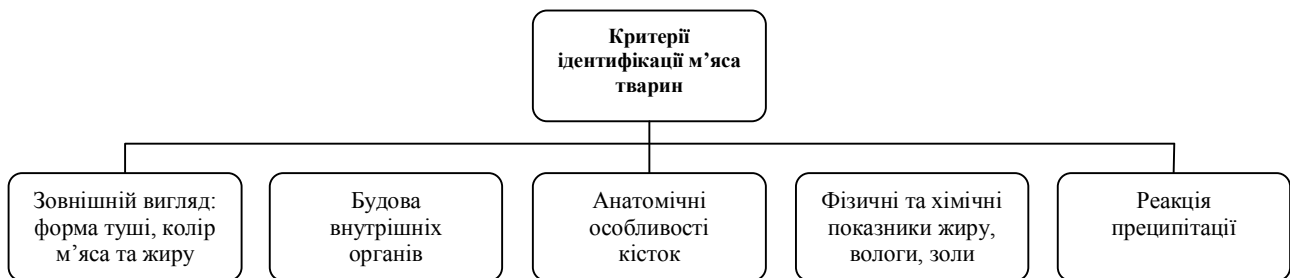 Критерії
ідентифікації м’яса
тварин
Зовнішній вигляд:
форма туші, колір
м’яса та жиру
Будова
внутрішніх
органів
Анатомічні
особливості
кісток
Фізичні та хімічні
показники жиру,
вологи, золи
Реакція
преципітації